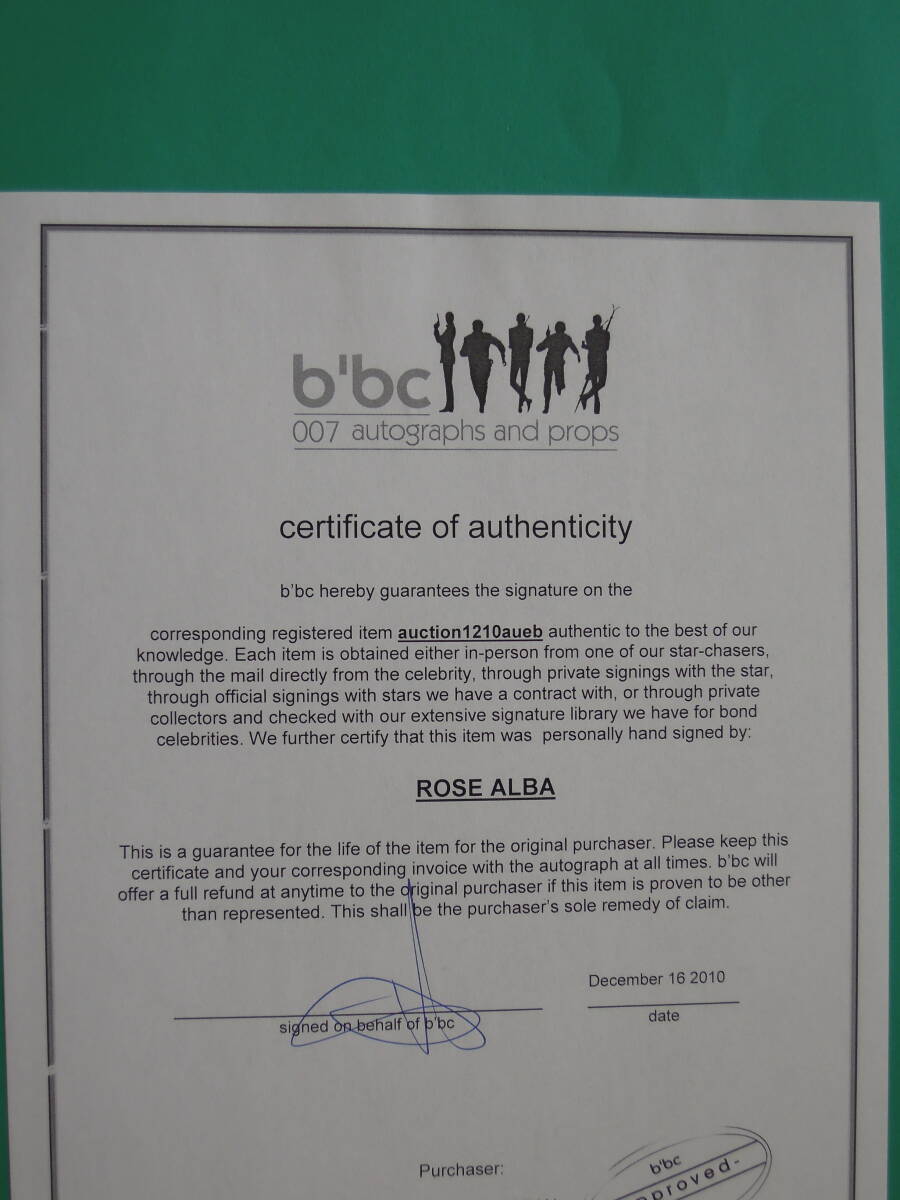 b'bc
007 autographs and props
certificate of authenticity
b'bc hereby guarantees the signature on the
corresponding registered item auction1210aueb authentic to the best of our
knowledge. Each item is obtained either in-person from one of our star-chasers,
through the mail directly from the celebrity, through private signings with the star,
through official signings with stars we have a contract with, or through private
collectors and checked with our extensive signature library we have for bond
celebrities. We further certify that this item was personally hand signed by:
ROSE ALBA
This is a guarantee for the life of the item for the original purchaser. Please keep this
certificate and your corresponding invoice with the autograph at all times. b'bc will
offer a full refund at anytime to the original purchaser if this item is proven to be other
than represented. This shall be the purchaser's sole remedy of claim.
December 16 2010
signed on behalf of b'bc
date
Purchaser:
b'bc